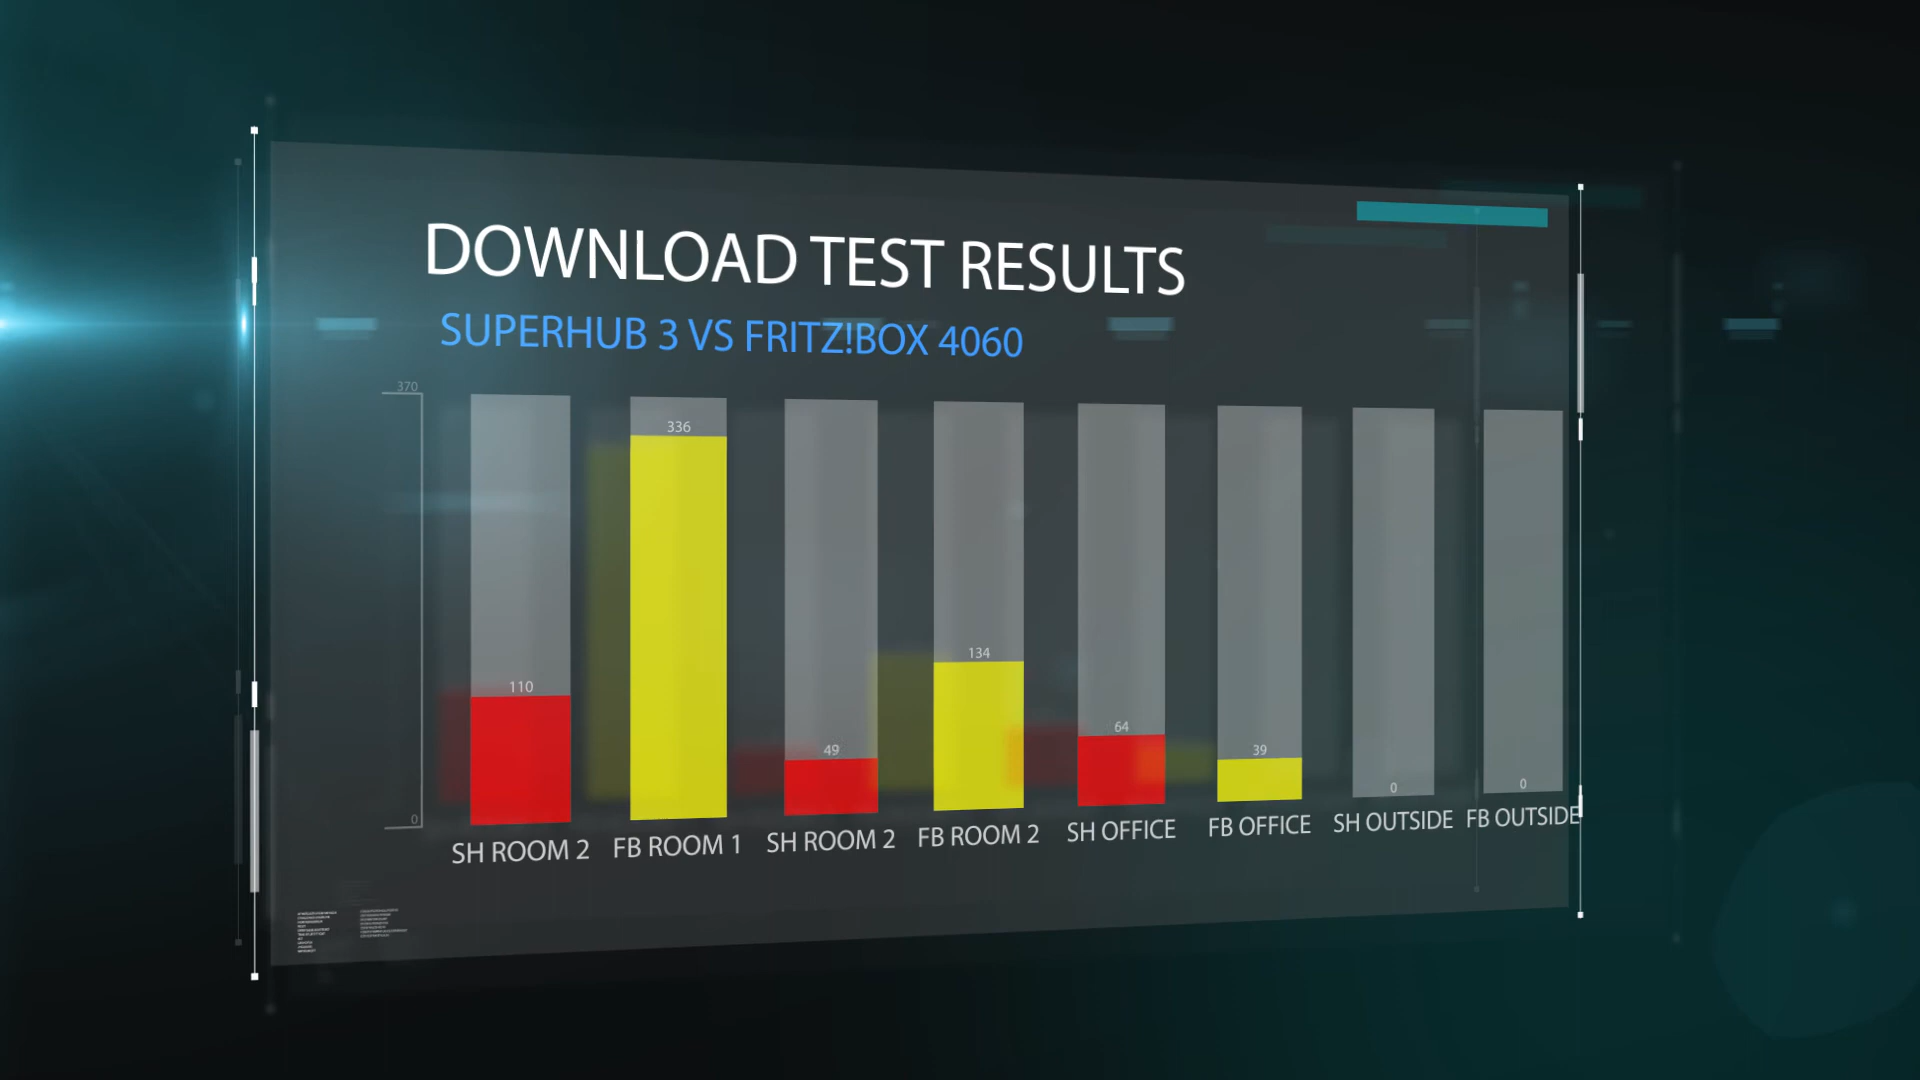 DOWNLOAD TEST RESULTS
SUPERHUB 3 VS FRITZ!BOX 4060
370
336
134
110
64
49
39
0
0
0
SH ROOM 2
FB ROOM 1
SH ROOM 2
FB ROOM 2
SH OFFICE
FB OFFICE
SH OUTSIDE
FB OUTSIDE